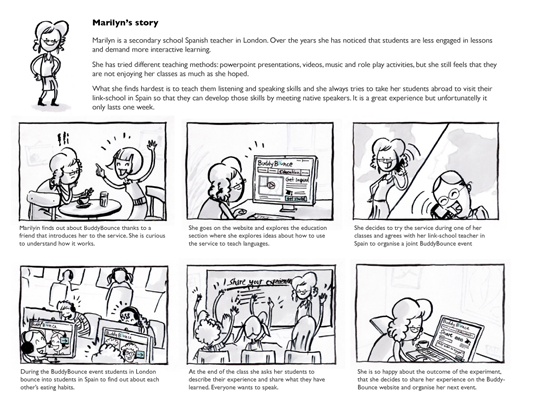 Marilyn's story
Marilyn is a secondary school Spanish teacher in London. Over the years she has noticed that students are less engaged in lessons
and demand more interactive learning.
She has tried different teaching methods: powerpoint presentations, videos, music and role play activities, but she still feels that they
are not enjoying her classes as much as she hoped.
What she finds hardest is to teach them listening and speaking skills and she always tries to take her students abroad to visit their
link-school in Spain so that they can develop those skills by meeting native speakers. It is a great experience but unfortunatelly it
only lasts one week.
!!!
BuddyBounce
Education
Marilyin finds out about BuddyBounce thanks to a
friend that introduces her to the service. She is curious
to understand how it works.
She goes on the website and explores the education
section where she explores ideas about how to use
the service to teach languages.
She decides to try the service during one of her
classes and agrees with her link-school teacher in
Spain to organise a joint BuddyBounce event
I share your experience
During the BuddyBounce event students in London
bounce into students in Spain to find out about each
other's eating habits.
At the end of the class she asks her students to
describe their experience and share what they have
learned. Everyone wants to speak.
She is so happy about the outcome of the experiment,
that she decides to share her experience on the Buddy-
Bounce website and organise her next event.